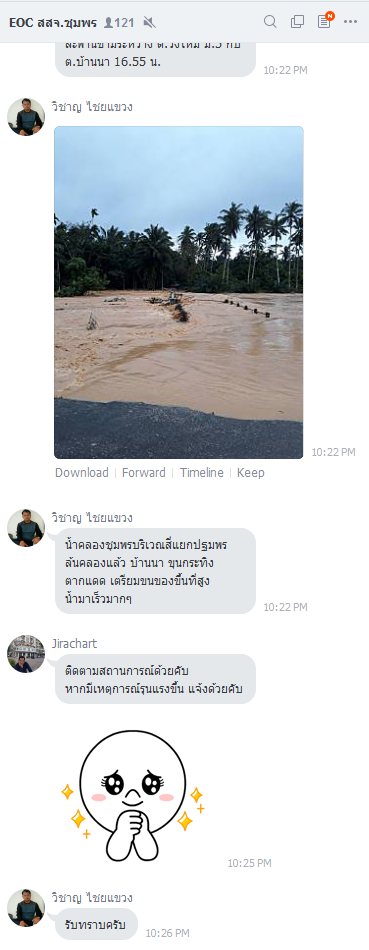 EOC สสจ.ชุมพร 121
N
ต.บ้านนา 16.55 น.
10:22 PM
วิชาญ ไชยแขวง
10:22 PM
Download Forward Timeline Keep
วิชาญ ไชยแขวง
น้ำคลองชุมพรบริเวณสี่แยกปฐมพร
ล้นคลองแล้ว บ้านนา ขุนกระทิง
ตากแดด เตรียมขนของขึ้นที่สูง
น้ำมาเร็วมากๆ
10:22 PM
Jirachart
ติดตามสถานการณ์ด้วยคับ
หากมีเหตุการณ์รุนแรงขึ้น แจ้งด้วยคับ
10:25 PM
วิชาญ ไชยแขวง
รับทราบครับ
10:26 PM